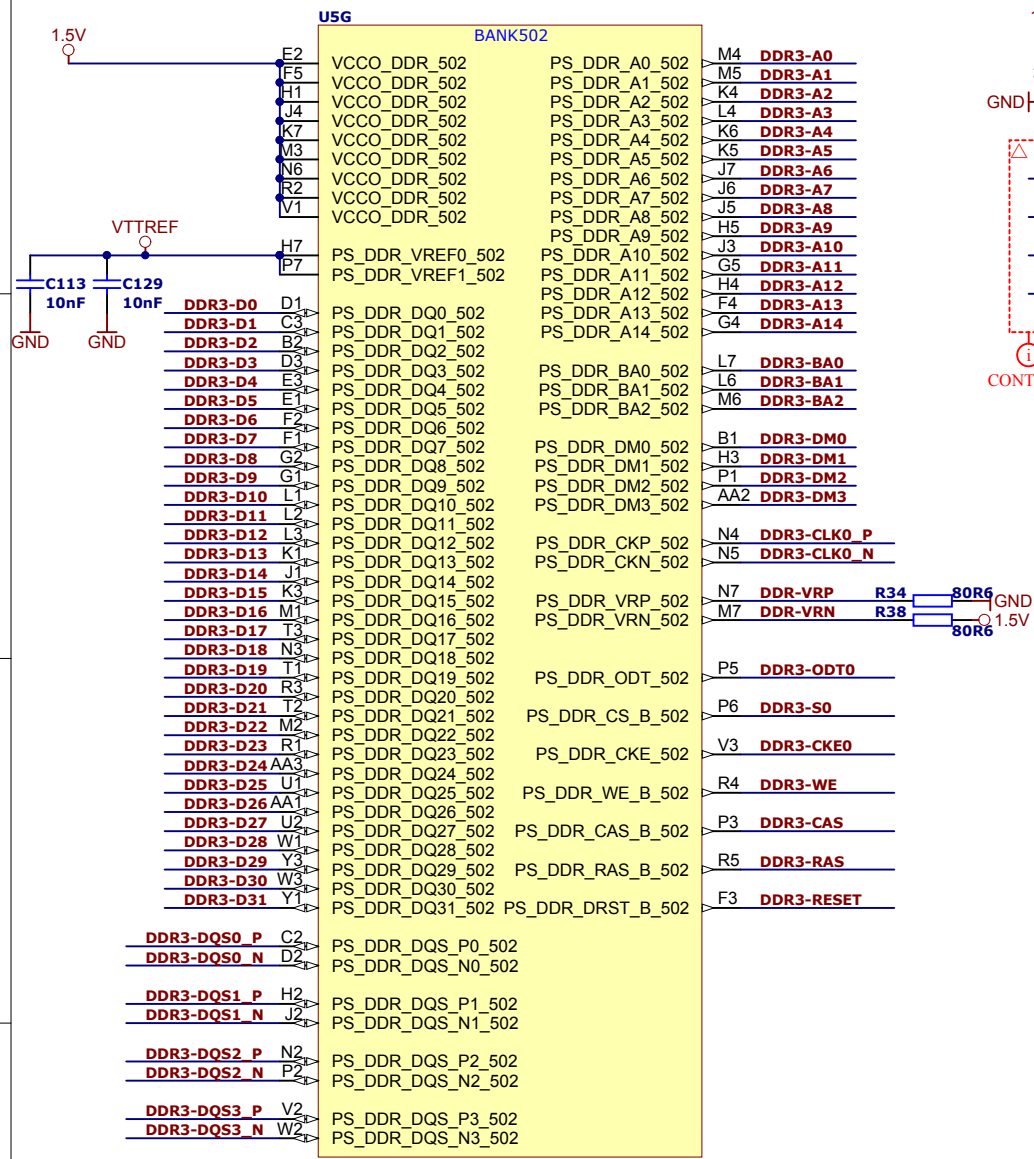 U5G
BANK502
1.5V
E2 VCCO_DDR_502
F5 VCCO_DDR_502
H1 VCCO_DDR_502
J4 VCCO_DDR_502
K7 VCCO_DDR_502
M3 VCCO_DDR_502
N6 VCCO_DDR_502
R2 VCCO_DDR_502
V1 VCCO_DDR_502
VTTREF
H7 PS_DDR_VREF0_502
P7 PS_DDR_VREF1_502
C113 10nF
C129 10nF
GND
GND
DDR3-D0 D1 PS_DDR_DQ0_502
DDR3-D1 C3 PS_DDR_DQ1_502
DDR3-D2 B2 PS_DDR_DQ2_502
DDR3-D3 D3 PS_DDR_DQ3_502
DDR3-D4 E3 PS_DDR_DQ4_502
DDR3-D5 E1 PS_DDR_DQ5_502
DDR3-D6 F2 PS_DDR_DQ6_502
DDR3-D7 F1 PS_DDR_DQ7_502
DDR3-D8 G2 PS_DDR_DQ8_502
DDR3-D9 G1 PS_DDR_DQ9_502
DDR3-D10 L1 PS_DDR_DQ10_502
DDR3-D11 L2 PS_DDR_DQ11_502
DDR3-D12 L3 PS_DDR_DQ12_502
DDR3-D13 K1 PS_DDR_DQ13_502
DDR3-D14 J1 PS_DDR_DQ14_502
DDR3-D15 K3 PS_DDR_DQ15_502
DDR3-D16 M1 PS_DDR_DQ16_502
DDR3-D17 T3 PS_DDR_DQ17_502
DDR3-D18 N3 PS_DDR_DQ18_502
DDR3-D19 T1 PS_DDR_DQ19_502
DDR3-D20 R3 PS_DDR_DQ20_502
DDR3-D21 T2 PS_DDR_DQ21_502
DDR3-D22 M2 PS_DDR_DQ22_502
DDR3-D23 R1 PS_DDR_DQ23_502
DDR3-D24 AA3 PS_DDR_DQ24_502
DDR3-D25 U1 PS_DDR_DQ25_502
DDR3-D26 AA1 PS_DDR_DQ26_502
DDR3-D27 U2 PS_DDR_DQ27_502
DDR3-D28 W1 PS_DDR_DQ28_502
DDR3-D29 Y3 PS_DDR_DQ29_502
DDR3-D30 W3 PS_DDR_DQ30_502
DDR3-D31 Y1 PS_DDR_DQ31_502
DDR3-DQS0_P C2 PS_DDR_DQS_P0_502
DDR3-DQS0_N D2 PS_DDR_DQS_N0_502
DDR3-DQS1_P H2 PS_DDR_DQS_P1_502
DDR3-DQS1_N J2 PS_DDR_DQS_N1_502
DDR3-DQS2_P N2 PS_DDR_DQS_P2_502
DDR3-DQS2_N P2 PS_DDR_DQS_N2_502
DDR3-DQS3_P V2 PS_DDR_DQS_P3_502
DDR3-DQS3_N W2 PS_DDR_DQS_N3_502
PS_DDR_A0_502 M4 DDR3-A0
PS_DDR_A1_502 M5 DDR3-A1
PS_DDR_A2_502 K4 DDR3-A2
PS_DDR_A3_502 L4 DDR3-A3
PS_DDR_A4_502 K6 DDR3-A4
PS_DDR_A5_502 K5 DDR3-A5
PS_DDR_A6_502 J7 DDR3-A6
PS_DDR_A7_502 J6 DDR3-A7
PS_DDR_A8_502 J5 DDR3-A8
PS_DDR_A9_502 H5 DDR3-A9
PS_DDR_A10_502 J3 DDR3-A10
PS_DDR_A11_502 G5 DDR3-A11
PS_DDR_A12_502 H4 DDR3-A12
PS_DDR_A13_502 F4 DDR3-A13
PS_DDR_A14_502 G4 DDR3-A14
PS_DDR_BA0_502 L7 DDR3-BA0
PS_DDR_BA1_502 L6 DDR3-BA1
PS_DDR_BA2_502 M6 DDR3-BA2
PS_DDR_DM0_502 B1 DDR3-DM0
PS_DDR_DM1_502 H3 DDR3-DM1
PS_DDR_DM2_502 P1 DDR3-DM2
PS_DDR_DM3_502 AA2 DDR3-DM3
PS_DDR_CKP_502 N4 DDR3-CLK0_P
PS_DDR_CKN_502 N5 DDR3-CLK0_N
PS_DDR_VRP_502 N7 DDR-VRP R34 80R6 GND
PS_DDR_VRN_502 M7 DDR-VRN R38 80R6 1.5V
PS_DDR_ODT_502 P5 DDR3-ODT0
PS_DDR_CS_B_502 P6 DDR3-S0
PS_DDR_CKE_502 V3 DDR3-CKE0
PS_DDR_WE_B_502 R4 DDR3-WE
PS_DDR_CAS_B_502 P3 DDR3-CAS
PS_DDR_RAS_B_502 R5 DDR3-RAS
PS_DDR_DRST_B_502 F3 DDR3-RESET
GND
i
CONT